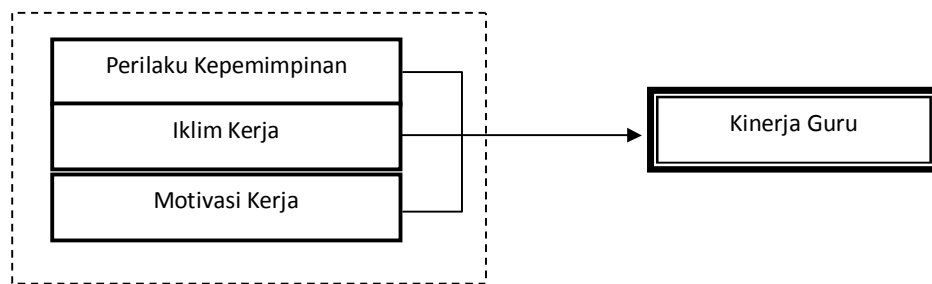 Perilaku Kepemimpinan
Iklim Kerja
Motivasi Kerja
Kinerja Guru